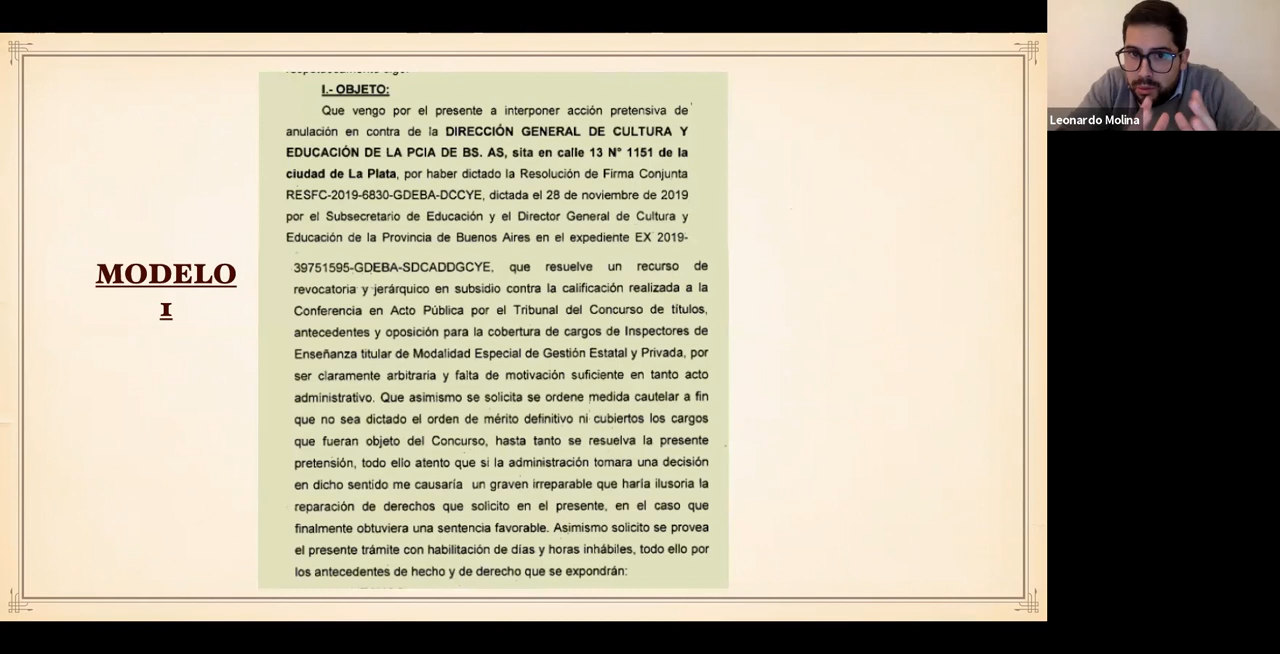 I.- OBJETO:
Que vengo por el presente a interponer acción pretensiva de
anulación en contra de la DIRECCIÓN GENERAL DE CULTURA Y
EDUCACIÓN DE LA PCIA DE BS. AS, sita en calle 13 N° 1151 de la
ciudad de La Plata, por haber dictado la Resolución de Firma Conjunta
RESFC-2019-6830-GDEBA-DCCYE, dictada el 28 de noviembre de 2019
por el Subsecretario de Educación y el Director General de Cultura y
Educación de la Provincia de Buenos Aires en el expediente EX 2019-
39751595-GDEBA-SDCADDGCYE, que resuelve un recurso de
revocatoria y jerárquico en subsidio contra la calificación realizada a la
Conferencia en Acto Pública por el Tribunal del Concurso de títulos,
antecedentes y oposición para la cobertura de cargos de Inspectores de
Enseñanza titular de Modalidad Especial de Gestión Estatal y Privada, por
ser claramente arbitraria y falta de motivación suficiente en tanto acto
administrativo. Que asimismo se solicita se ordene medida cautelar a fin
que no sea dictado el orden de mérito definitivo ni cubiertos los cargos
que fueran objeto del Concurso, hasta tanto se resuelva la presente
pretensión, todo ello atento que si la administración tomara una decisión
en dicho sentido me causaría un graven irreparable que haría ilusoria la
reparación de derechos que solicito en el presente, en el caso que
finalmente obtuviera una sentencia favorable. Asimismo solicito se provea
el presente trámite con habilitación de días y horas inhábiles, todo ello por
los antecedentes de hecho y de derecho que se expondrán:
MODELO
1
Leonardo Molina